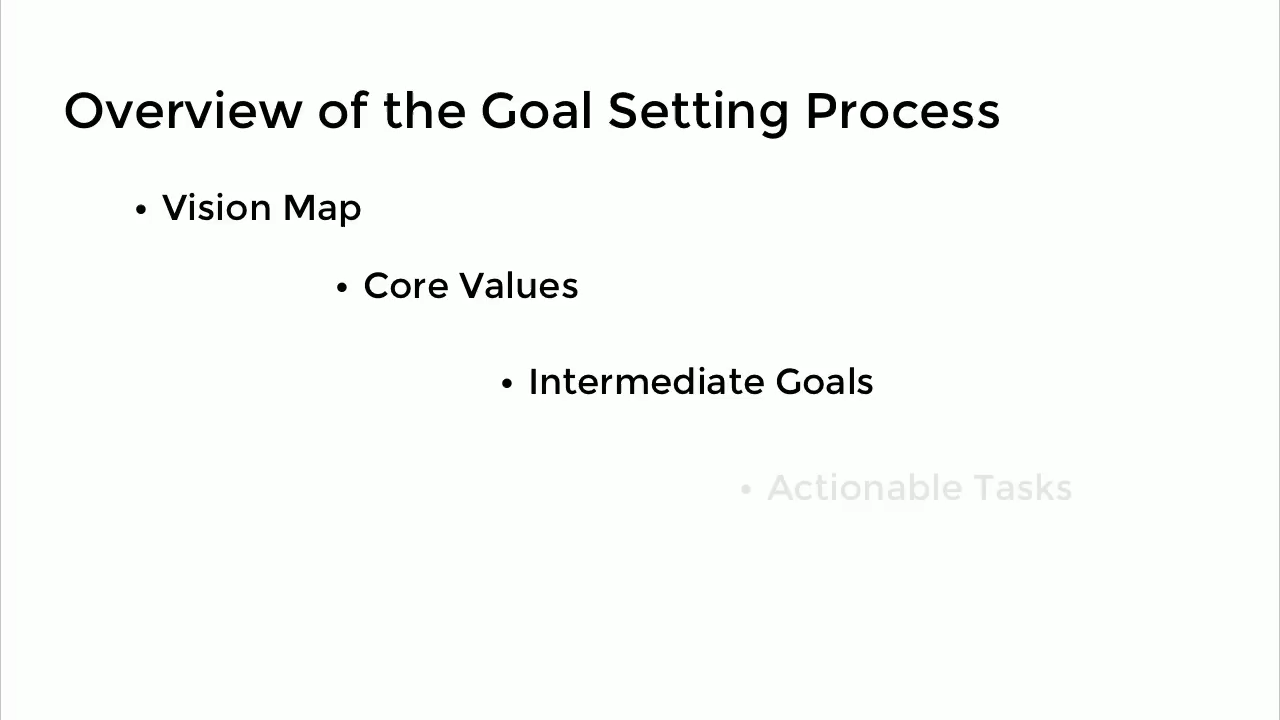 Overview of the Goal Setting Process
• Vision Map
• Core Values
• Intermediate Goals
• Actionable Tasks